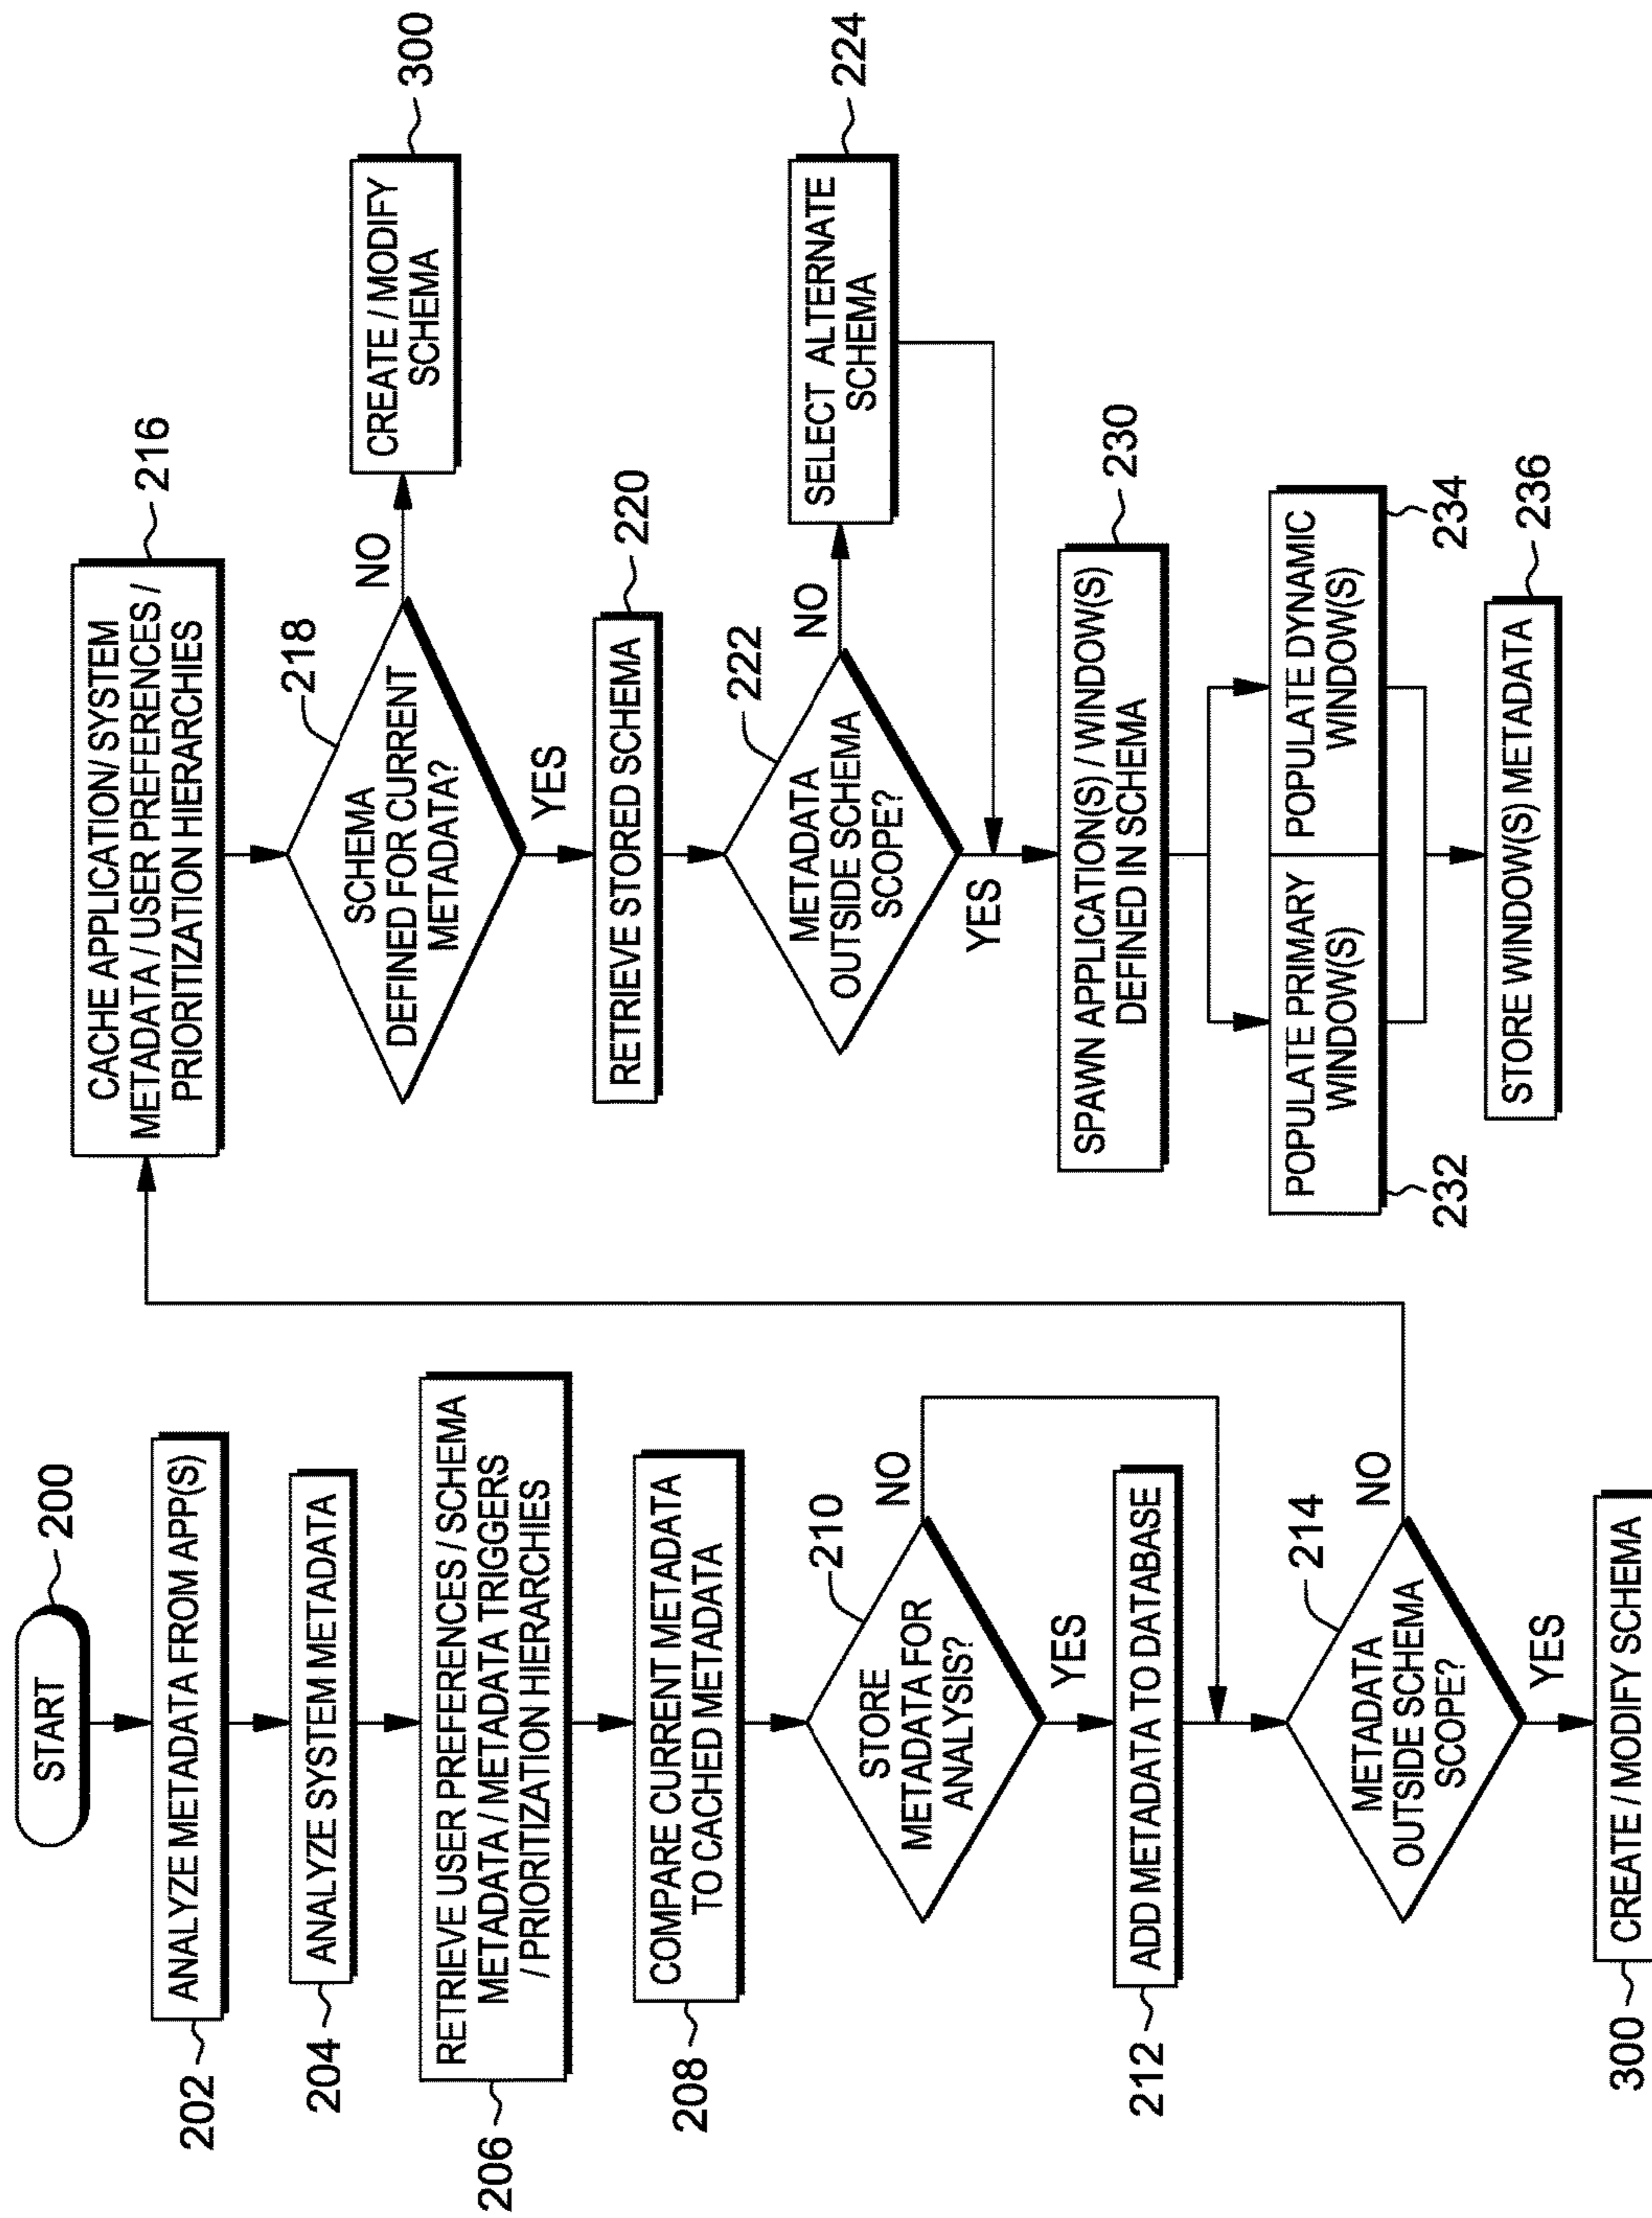 START
200
ANALYZE METADATA FROM APP(S)
202
ANALYZE SYSTEM METADATA
204
RETRIEVE USER PREFERENCES / SCHEMA
METADATA / METADATA TRIGGERS
/ PRIORITIZATION HIERARCHIES
206
COMPARE CURRENT METADATA
TO CACHED METADATA
208
STORE
METADATA FOR
ANALYSIS?
210
NO
YES
ADD METADATA TO DATABASE
212
METADATA
OUTSIDE SCHEMA
SCOPE?
214
NO
YES
CREATE / MODIFY SCHEMA
300
CACHE APPLICATION/ SYSTEM
METADATA / USER PREFERENCES /
PRIORITIZATION HIERARCHIES
216
SCHEMA
DEFINED FOR CURRENT
METADATA?
218
NO
CREATE / MODIFY
SCHEMA
300
YES
RETRIEVE STORED SCHEMA
220
METADATA
OUTSIDE SCHEMA
SCOPE?
222
NO
SELECT ALTERNATE
SCHEMA
224
YES
SPAWN APPLICATION(S) / WINDOW(S)
DEFINED IN SCHEMA
230
POPULATE PRIMARY
WINDOW(S)
232
POPULATE DYNAMIC
WINDOW(S)
234
STORE WINDOW(S) METADATA
236